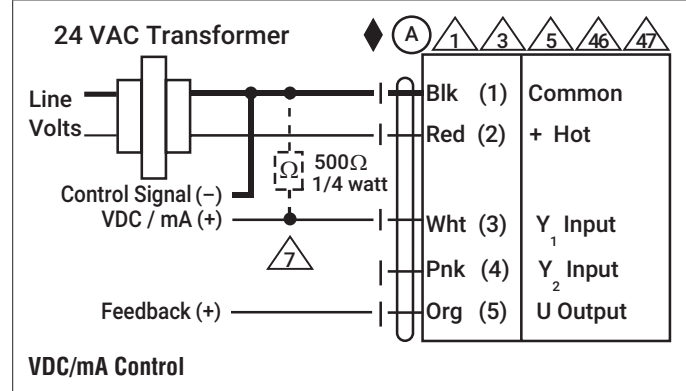 24 VAC Transformer
A 1 3 5 46 47
Line
Volts
Blk (1) Common
Red (2) + Hot
Ω 500Ω
1/4 watt
Control Signal (–)
VDC / mA (+)
Wht (3) Y1 Input
7
Pnk (4) Y2 Input
Feedback (+)
Org (5) U Output
VDC/mA Control